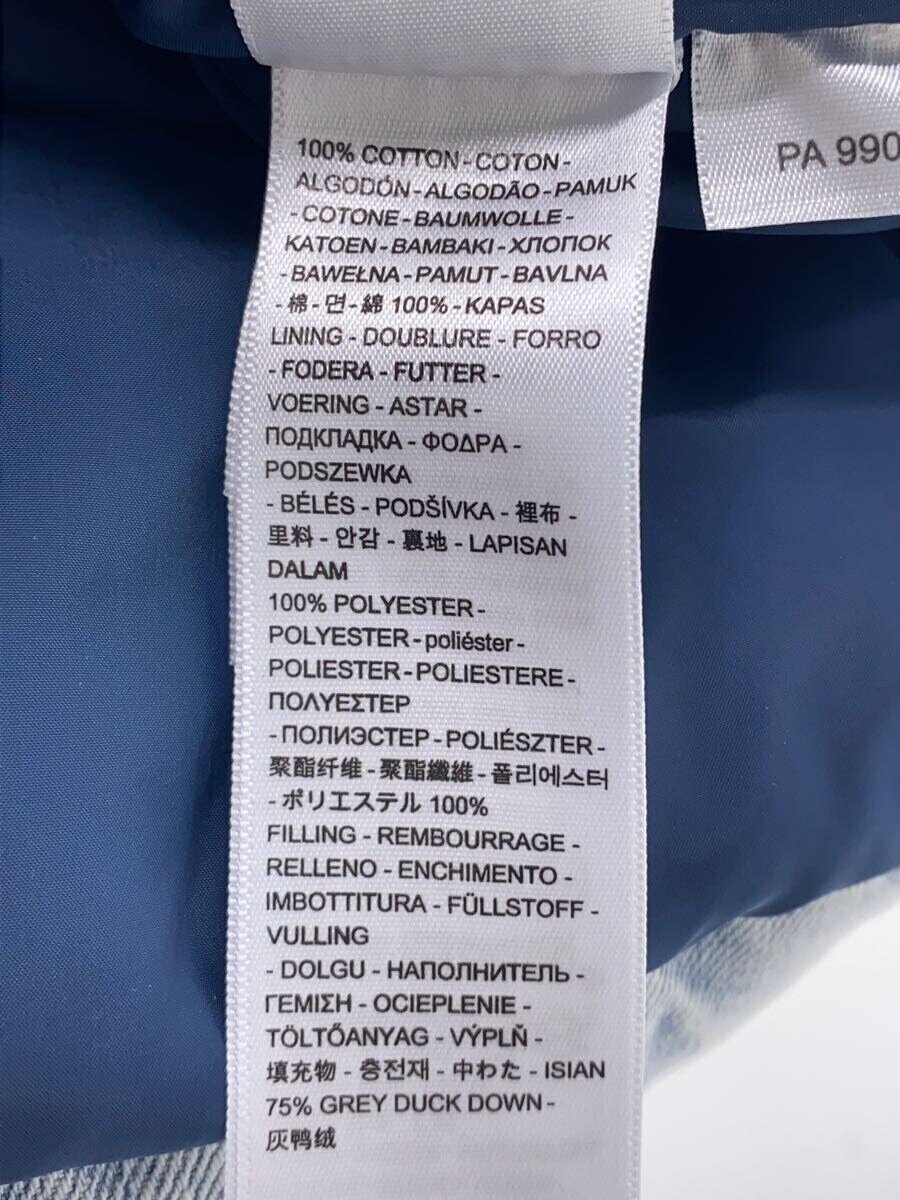 100% COTTON - COTON -
ALGODÓN - ALGODÃO - PAMUK
- COTONE - BAUMWOLLE -
KATOEN - BAMBAKI - ХЛОПОК
- BAWEŁNA - PAMUT - BAVLNA
- 棉 - 면 - 綿 100% - KAPAS
LINING - DOUBLURE - FORRO
- FODERA - FUTTER -
VOERING - ASTAR -
ПОДКЛАДКА - ΦΟΔΡΑ -
PODSZEWKA
- BÉLÉS - PODŠÍVKA - 裡布 -
里料 - 안감 - 裏地 - LAPISAN
DALAM
100% POLYESTER -
POLYESTER - poliéster -
POLIESTER - POLIESTERE -
ΠΟΛΥΕΣΤΕΡ
- ПОЛИЭСТЕР - POLIÉSZTER -
聚酯纤维 - 聚酯纖維 - 폴리에스터
- ポリエステル 100%
FILLING - REMBOURRAGE -
RELLENO - ENCHIMENTO -
IMBOTTITURA - FÜLLSTOFF -
VULLING
- DOLGU - НАПОЛНИТЕЛЬ -
ΓΕΜΙΣΗ - OCIEPLENIE -
TÖLTŐANYAG - VÝPLŇ -
填充物 - 충전재 - 中わた - ISIAN
75% GREY DUCK DOWN -
灰鸭绒
PA 990